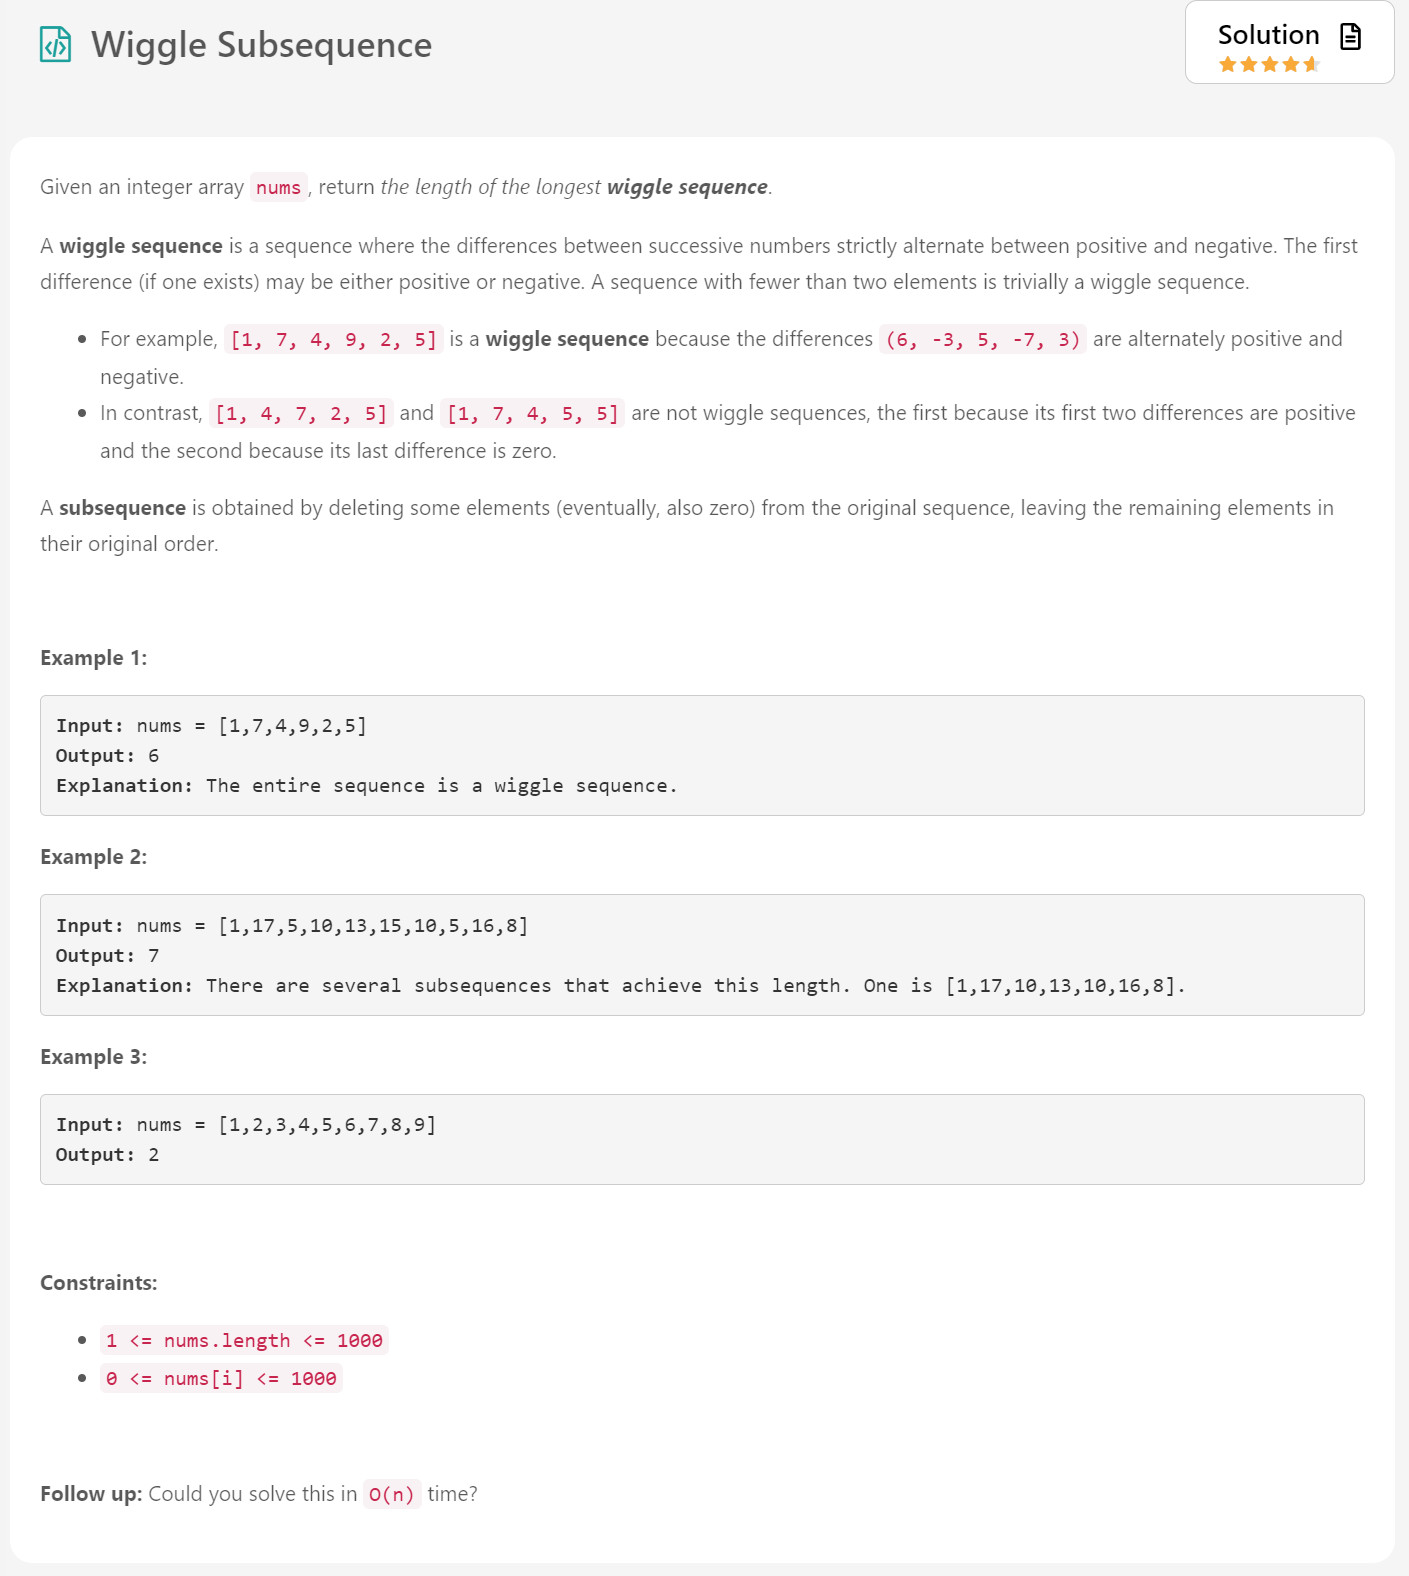 Wiggle Subsequence
Solution
Given an integer array nums, return the length of the longest wiggle sequence.
A wiggle sequence is a sequence where the differences between successive numbers strictly alternate between positive and negative. The first
difference (if one exists) may be either positive or negative. A sequence with fewer than two elements is trivially a wiggle sequence.
• For example, [1, 7, 4, 9, 2, 5] is a wiggle sequence because the differences (6, -3, 5, -7, 3) are alternately positive and
negative.
• In contrast, [1, 4, 7, 2, 5] and [1, 7, 4, 5, 5] are not wiggle sequences, the first because its first two differences are positive
and the second because its last difference is zero.
A subsequence is obtained by deleting some elements (eventually, also zero) from the original sequence, leaving the remaining elements in
their original order.
Example 1:
Input: nums = [1,7,4,9,2,5]
Output: 6
Explanation: The entire sequence is a wiggle sequence.
Example 2:
Input: nums = [1,17,5,10,13,15,10,5,16,8]
Output: 7
Explanation: There are several subsequences that achieve this length. One is [1,17,10,13,10,16,8].
Example 3:
Input: nums = [1,2,3,4,5,6,7,8,9]
Output: 2
Constraints:
• 1 <= nums.length <= 1000
• 0 <= nums[i] <= 1000
Follow up: Could you solve this in O(n) time?